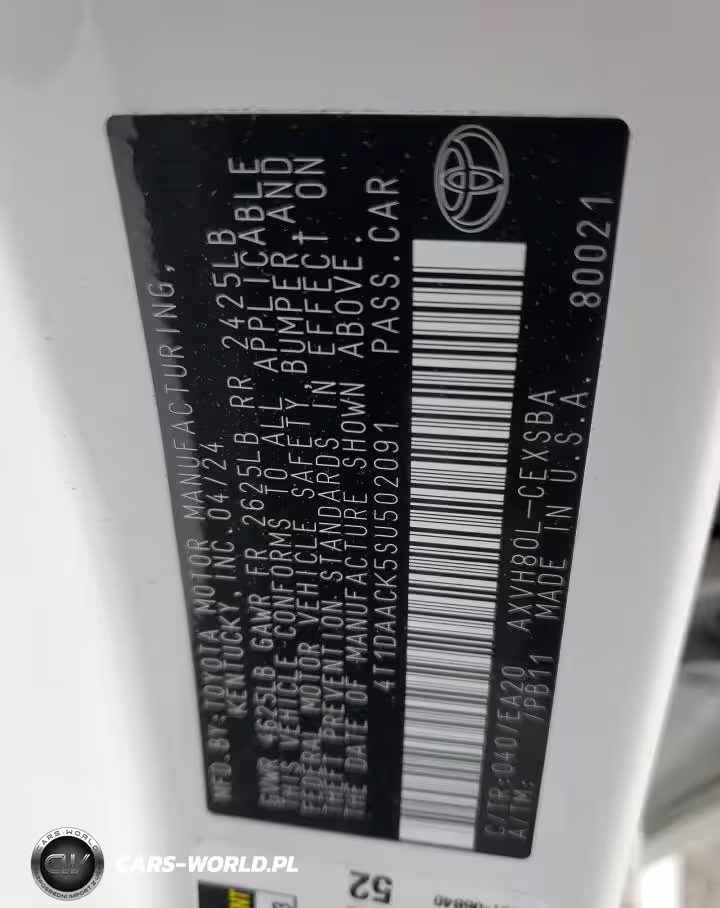 MFD.BY:TOYOTA MOTOR MANUFACTURING,
KENTUCKY, INC. 04/24
GVWR 4625LB GAWR FR 2625LB RR 2425LB
THIS VEHICLE CONFORMS TO ALL APPLICABLE
FEDERAL MOTOR VEHICLE SAFETY,BUMPER,AND
THEFT PREVENTION STANDARDS IN EFFECT ON
THE DATE OF MANUFACTURE SHOWN ABOVE.
4T1DAACK5SU502091 PASS.CAR
C/TR:040/EA20 AXVH80L-CEXSBA
A/TM: /PB11 MADE IN U.S.A. 80021
52
CARS-WORLD
CW
CARS-WORLD.PL